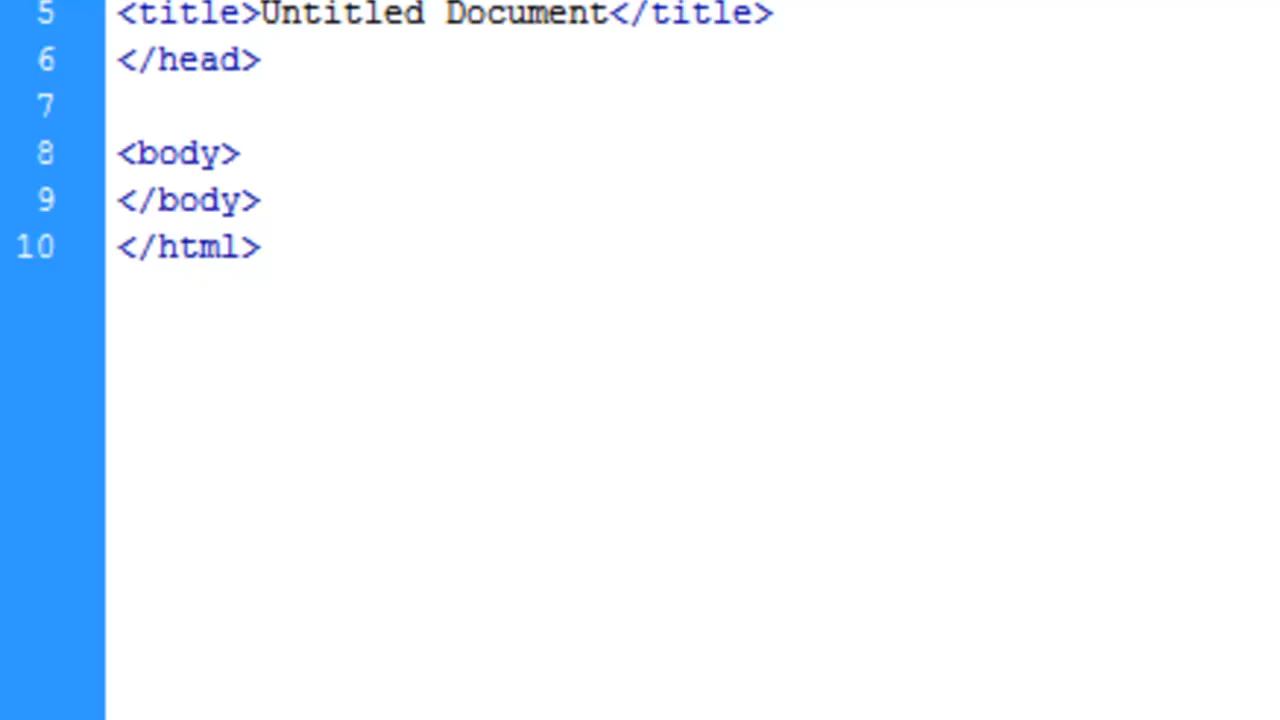 5 <title>Untitled Document</title>
6 </head>
7
8 <body>
9 </body>
10 </html>